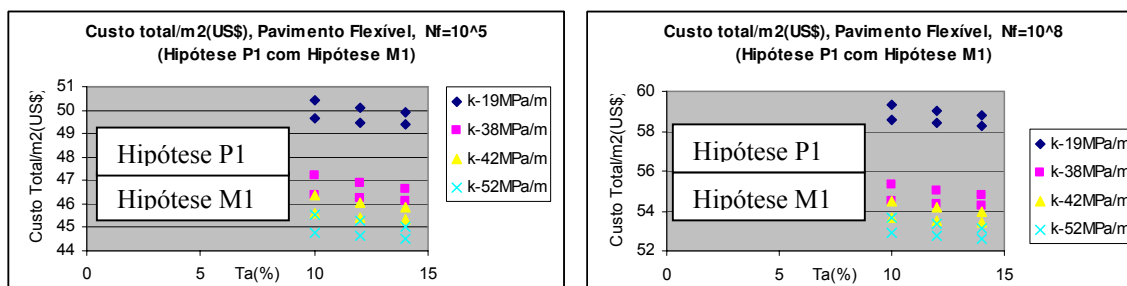 Custo total/m2(US$), Pavimento Flexível, Nf=10^5
(Hipótese P1 com Hipótese M1)
Custo Total/m2(US$)
51
50
49
48
47
46
45
44
Hipótese P1
Hipótese M1
0
5
Ta(%)
10
15
k-19MPa/m
k-38MPa/m
k-42MPa/m
k-52MPa/m
Custo total/m2(US$), Pavimento Flexível, Nf=10^8
(Hipótese P1 com Hipótese M1)
Custo Total/m2(US$)
60
58
56
54
52
Hipótese P1
Hipótese M1
0
5
Ta(%)
10
15
k-19MPa/m
k-38MPa/m
k-42MPa/m
k-52MPa/m